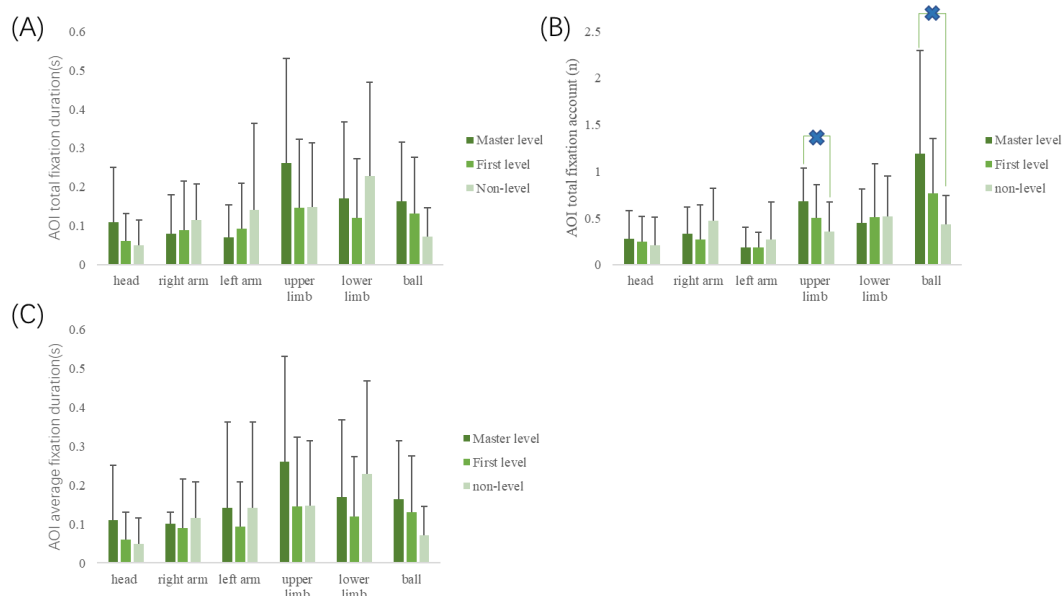 (A)
AOI total fixation duration(s)
0.6
0.5
0.4
0.3
0.2
0.1
0
head right arm left arm upper limb lower limb ball
Master level
First level
Non-level
(B)
AOI total fixation account (n)
2.5
2
1.5
1
0.5
0
head right arm left arm upper limb lower limb ball
Master level
First level
non-level
(C)
AOI average fixation duration(s)
0.6
0.5
0.4
0.3
0.2
0.1
0
head right arm left arm upper limb lower limb ball
Master level
First level
non-level